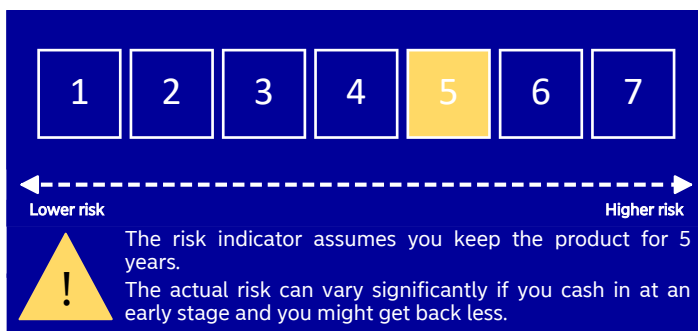 1 2 3 4 5 6 7
Lower risk Higher risk
The risk indicator assumes you keep the product for 5
years.
!
The actual risk can vary significantly if you cash in at an
early stage and you might get back less.